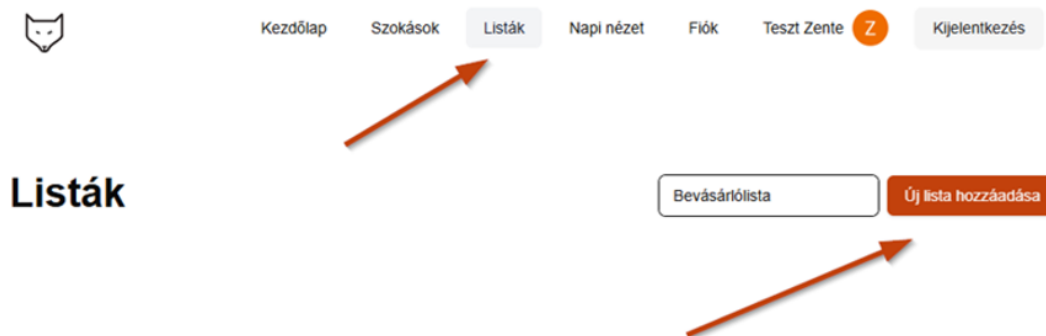 Kezdőlap Szokások Listák Napi nézet Fiók Teszt Zente Z Kijelentkezés
Listák Bevásárlólista Új lista hozzáadása